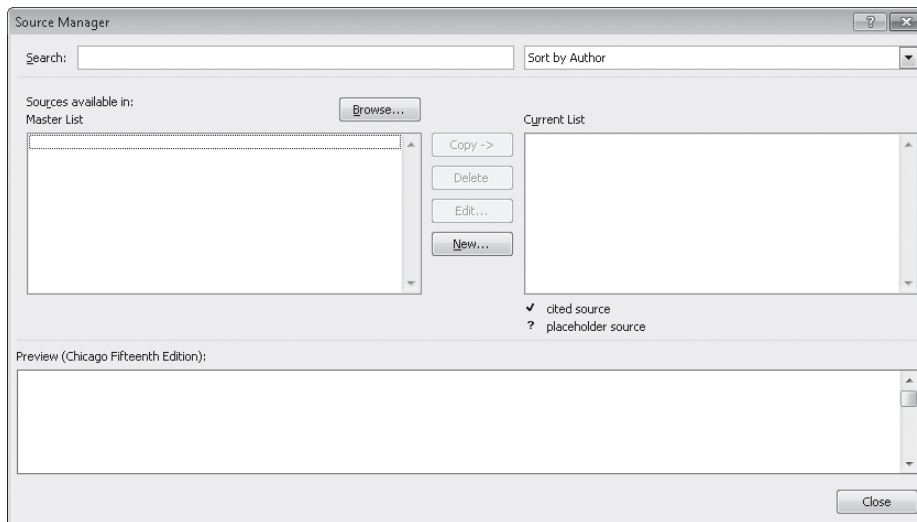 Source Manager
Search:
Sort by Author
Sources available in:
Master List
Browse...
Current List
Copy ->
Delete
Edit...
New...
✔ cited source
? placeholder source
Preview (Chicago Fifteenth Edition):
Close